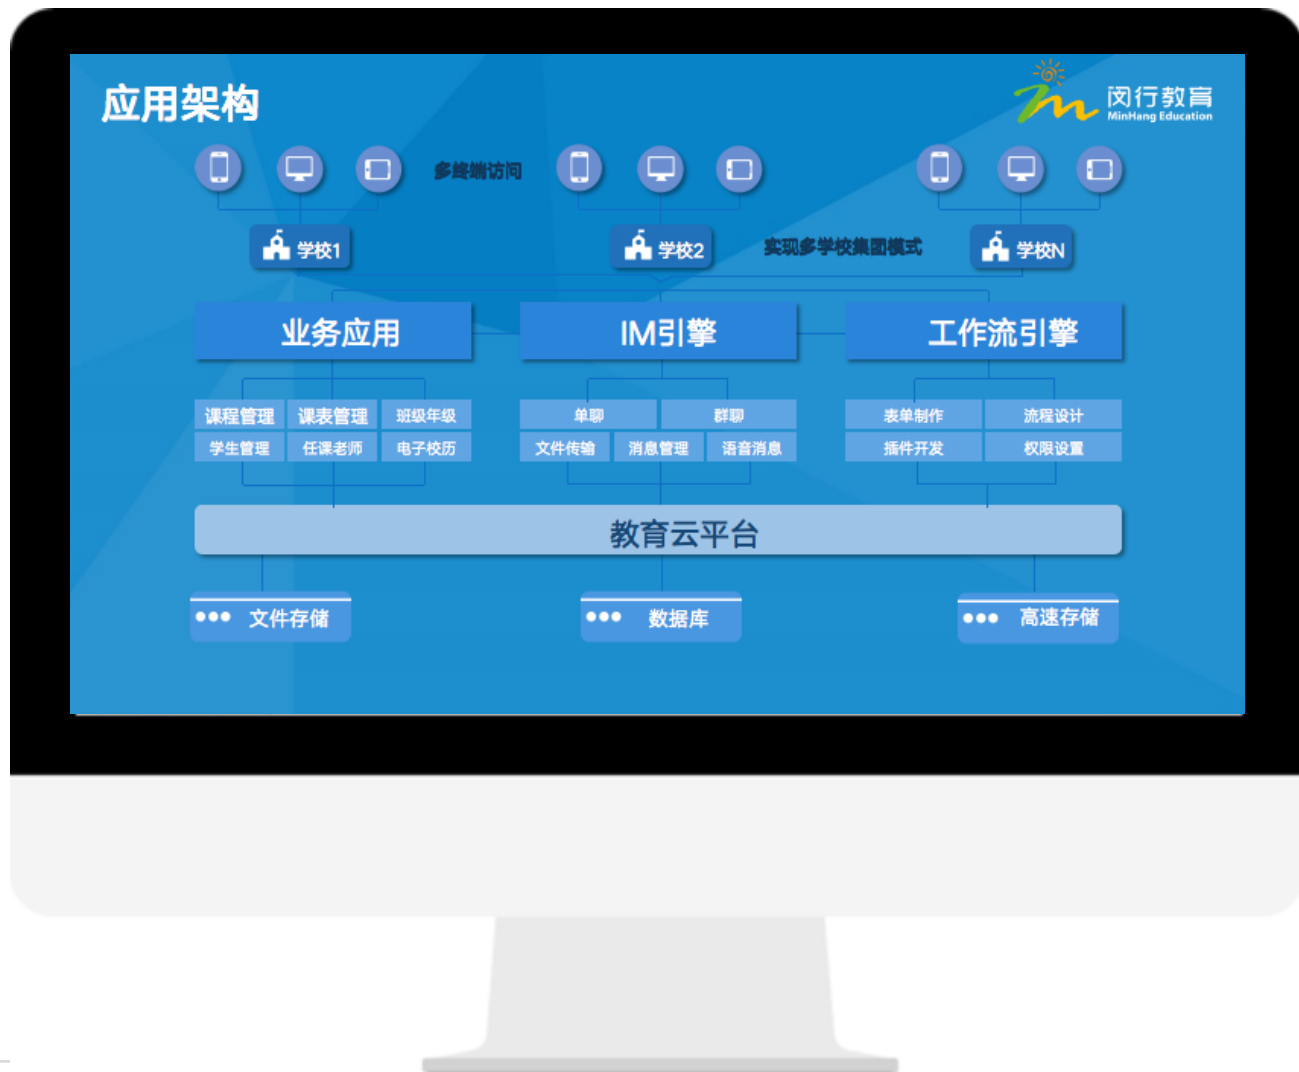 应用架构
闵行教育
MinHang Education
多终端访问
学校1
学校2
实现多学校集团模式
学校N
业务应用
IM引擎
工作流引擎
课程管理 课表管理 班级年级
学生管理 任课老师 电子校历
单聊 群聊
文件传输 消息管理 语音消息
表单制作 流程设计
插件开发 权限设置
教育云平台
文件存储
数据库
高速存储